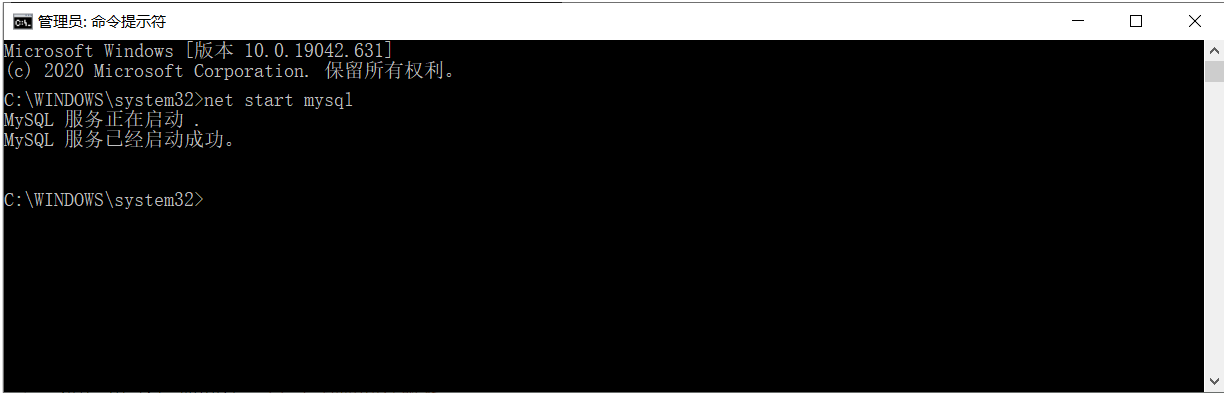 管理员: 命令提示符
Microsoft Windows [版本 10.0.19042.631]
(c) 2020 Microsoft Corporation. 保留所有权利。
C:\WINDOWS\system32>net start mysql
MySQL 服务正在启动 .
MySQL 服务已经启动成功。
C:\WINDOWS\system32>